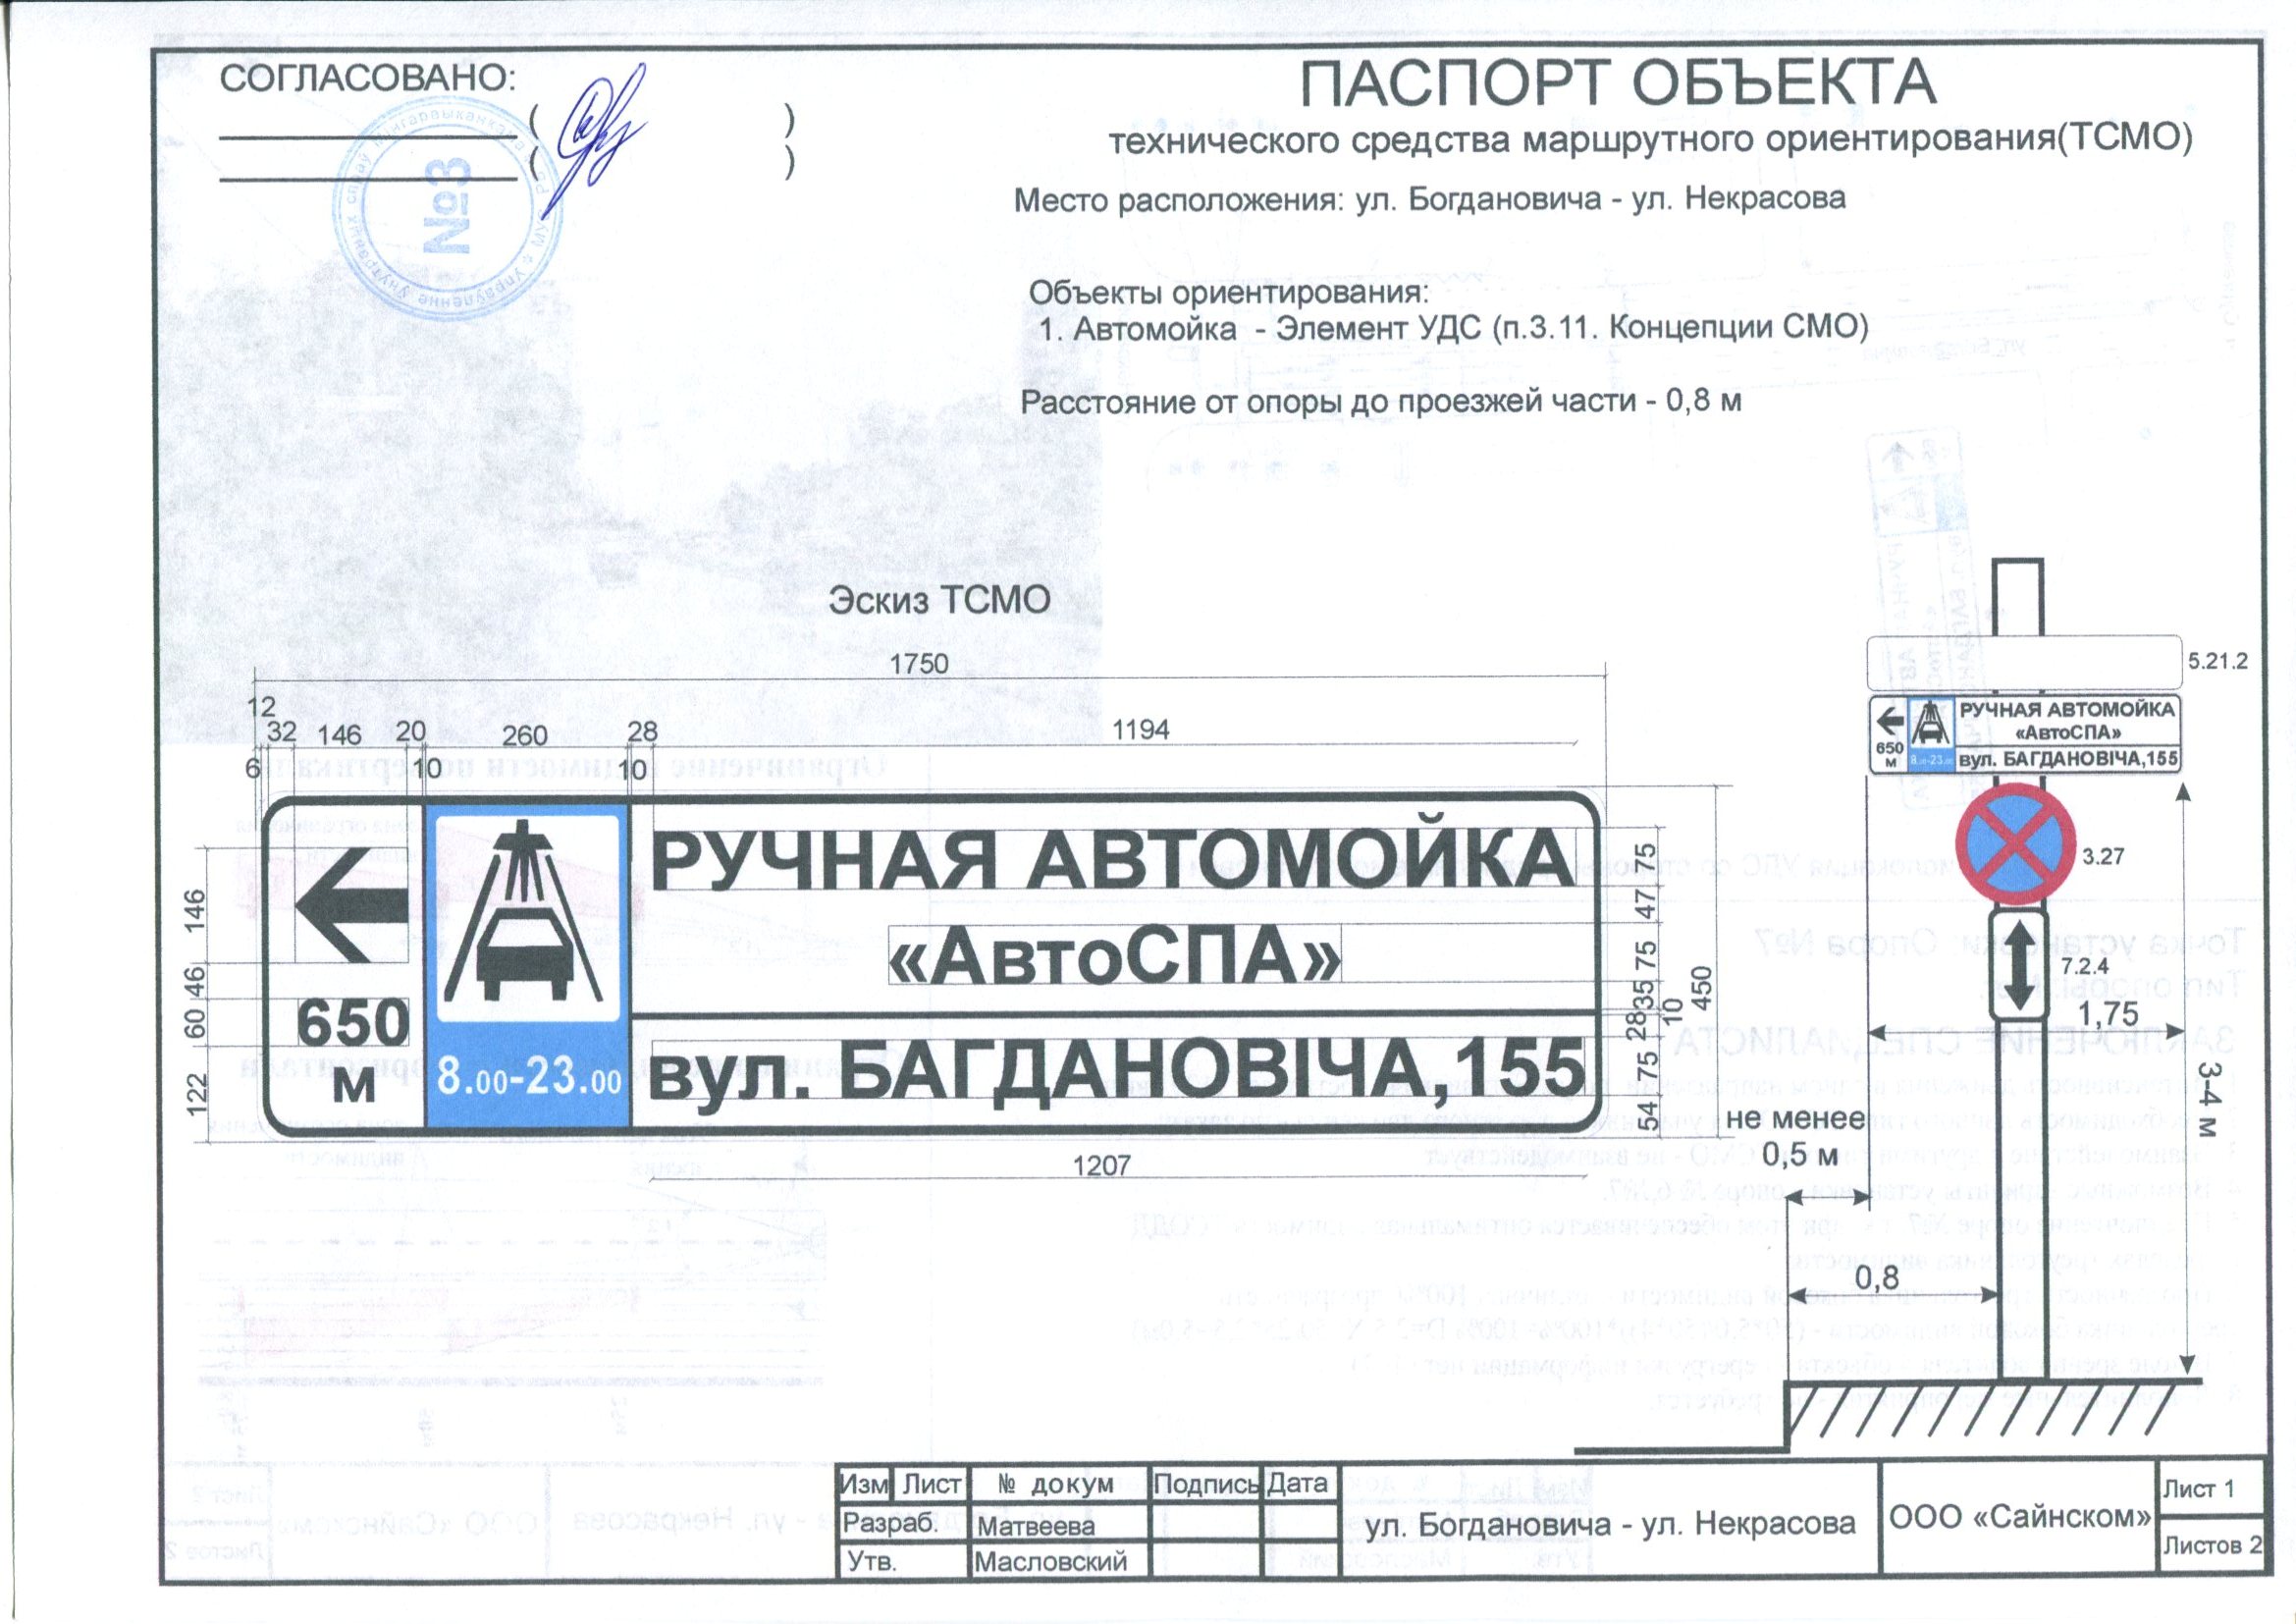 СОГЛАСОВАНО:
( )
( )
№3
ПАСПОРТ ОБЪЕКТА
технического средства маршрутного ориентирования(ТСМО)
Место расположения: ул. Богдановича - ул. Некрасова
Объекты ориентирования:
1. Автомойка - Элемент УДС (п.3.11. Концепции СМО)
Расстояние от опоры до проезжей части - 0,8 м
Эскиз ТСМО
1750
12
32 146 20 260 28 1194
6 10 10
РУЧНАЯ АВТОМОЙКА
«АвтоСПА»
650
м
8.00-23.00
вул. БАГДАНОВІЧА,155
146
46
60
122
75
47
75
35
10
28
75
54
450
1207
5.21.2
РУЧНАЯ АВТОМОЙКА
«АвтоСПА»
650
м
8.00-23.00
вул. БАГДАНОВІЧА,155
3.27
7.2.4
1,75
3-4 м
не менее
0,5 м
0,8
Изм Лист № докум Подпись Дата
Разраб. Матвеева
Утв. Масловский
ул. Богдановича - ул. Некрасова
ООО «Сайнском»
Лист 1
Листов 2